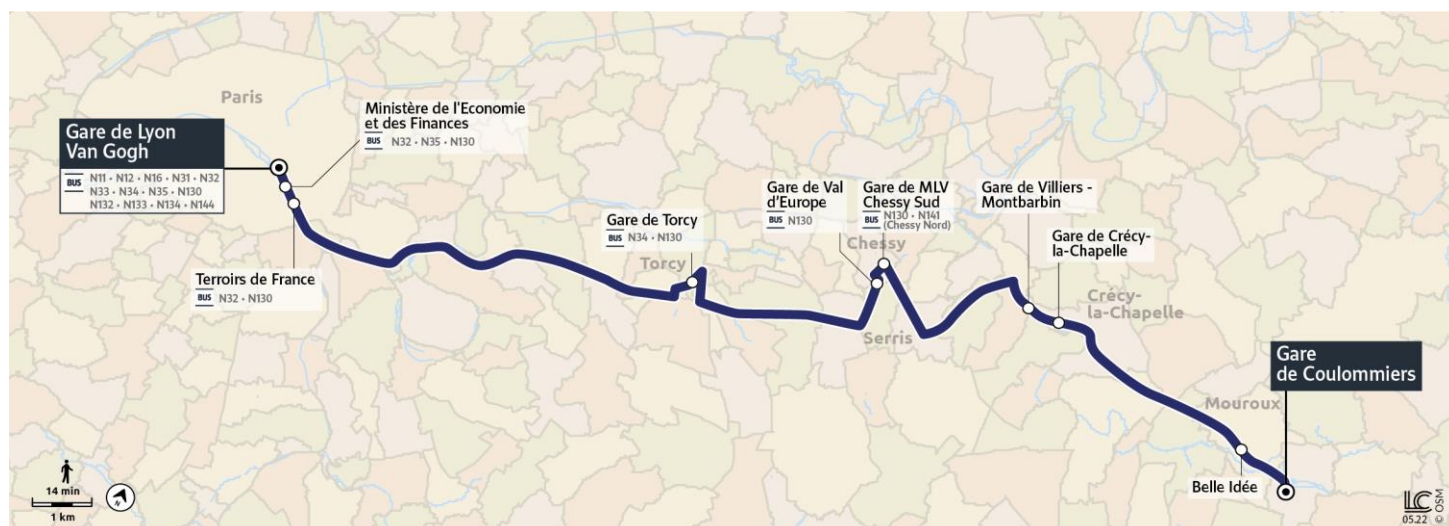 Paris
Gare de Lyon
Van Gogh
BUS N11 • N12 • N16 • N31 • N32
N33 • N34 • N35 • N130
N132 • N133 • N134 • N144
Ministère de l'Economie
et des Finances
BUS N32 • N35 • N130
Terroirs de France
BUS N32 • N130
Gare de Torcy
BUS N34 • N130
Torcy
Gare de Val
d'Europe
BUS N130
Gare de MLV
Chessy Sud
BUS N130 • N141
(Chessy Nord)
Chessy
Serris
Gare de Villiers -
Montbarbin
Gare de Crécy-
la-Chapelle
Crécy-
la-Chapelle
Gare
de Coulommiers
Mouroux
Belle Idée
14 min
1 km
N
LC
05.22
© OSM